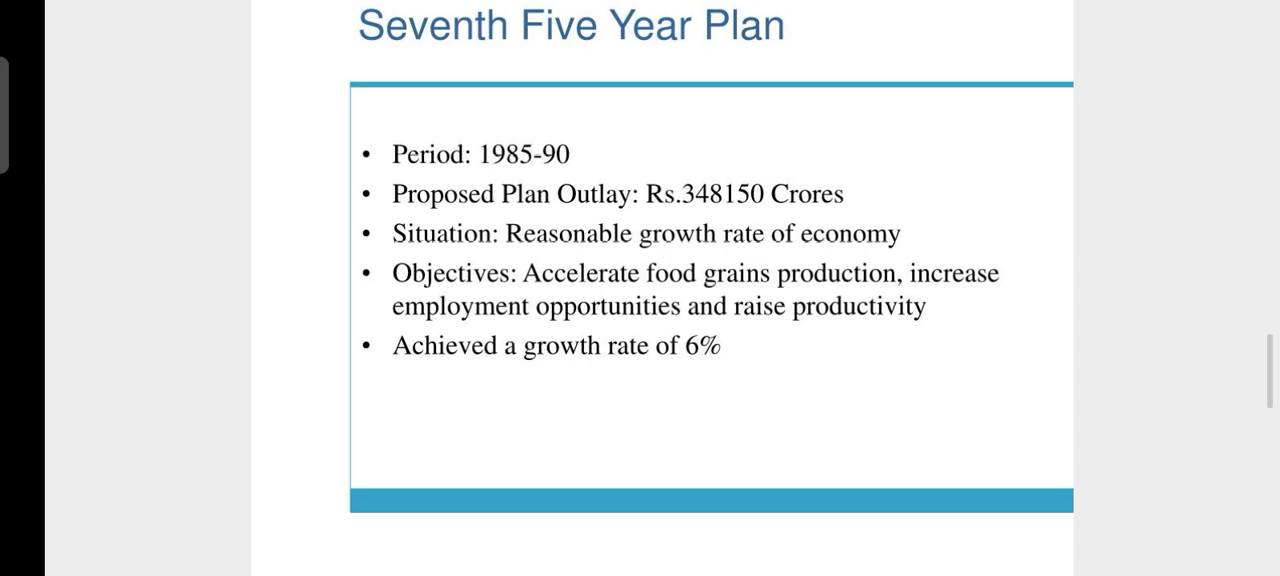 Seventh Five Year Plan
• Period: 1985-90
• Proposed Plan Outlay: Rs.348150 Crores
• Situation: Reasonable growth rate of economy
• Objectives: Accelerate food grains production, increase
employment opportunities and raise productivity
• Achieved a growth rate of 6%